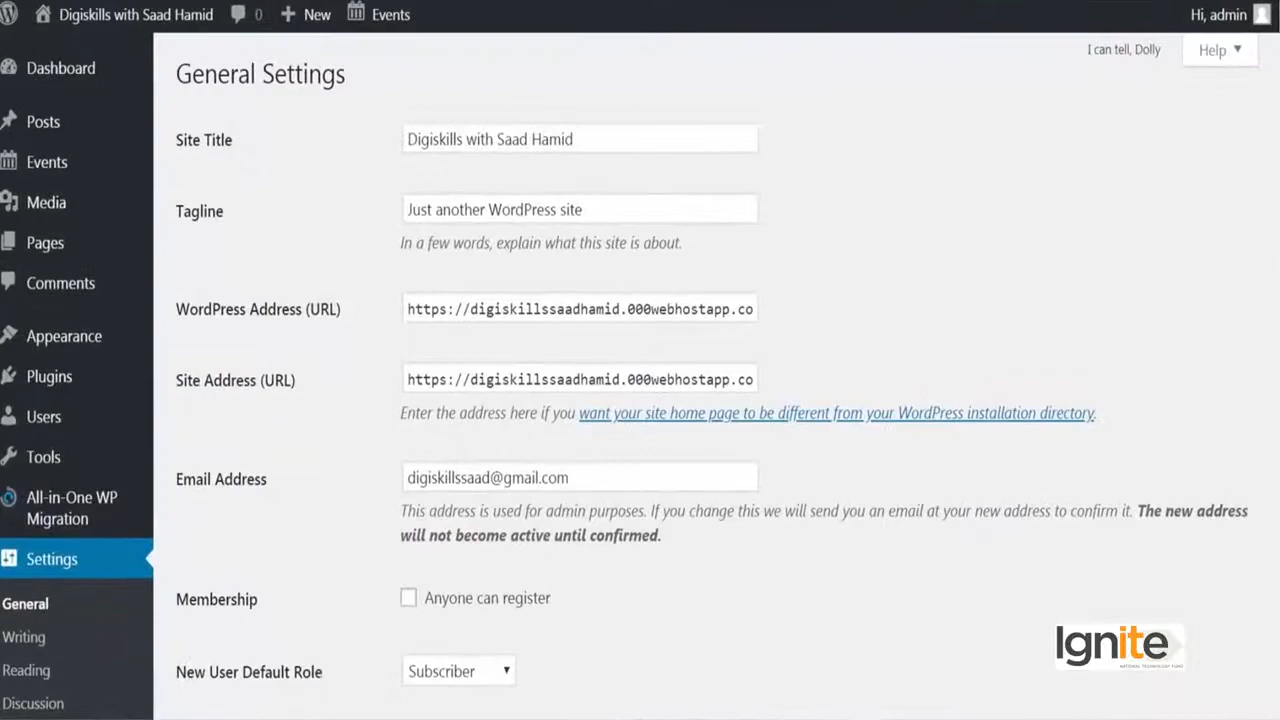 Digiskills with Saad Hamid
0
New
Events
Hi, admin
I can tell, Dolly
Help
Dashboard
Posts
Events
Media
Pages
Comments
Appearance
Plugins
Users
Tools
All-in-One WP
Migration
Settings
General
Writing
Reading
Discussion
General Settings
Site Title
Digiskills with Saad Hamid
Tagline
Just another WordPress site
In a few words, explain what this site is about.
WordPress Address (URL)
https://digiskillssaadhamid.000webhostapp.co
Site Address (URL)
https://digiskillssaadhamid.000webhostapp.co
Enter the address here if you want your site home page to be different from your WordPress installation directory.
Email Address
digiskillssaad@gmail.com
This address is used for admin purposes. If you change this we will send you an email at your new address to confirm it. The new address
will not become active until confirmed.
Membership
Anyone can register
New User Default Role
Subscriber
Ignite
NATIONAL TECHNOLOGY FUND